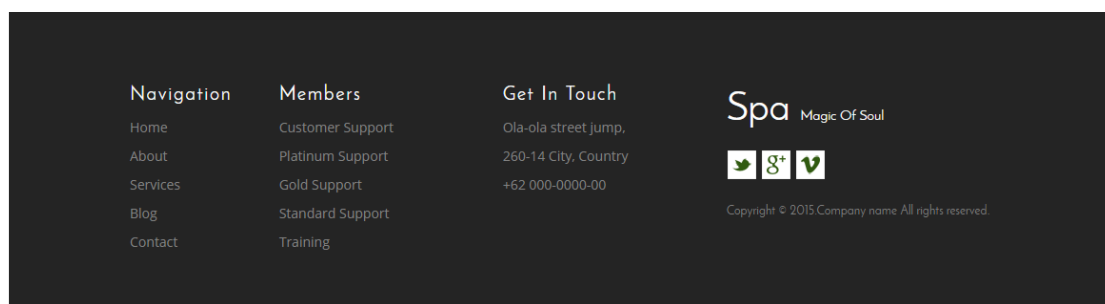 Navigation
Home
About
Services
Blog
Contact
Members
Customer Support
Platinum Support
Gold Support
Standard Support
Training
Get In Touch
Ola-ola street jump,
260-14 City, Country
+62 000-0000-00
Spa Magic Of Soul
g+
Copyright © 2015.Company name All rights reserved.